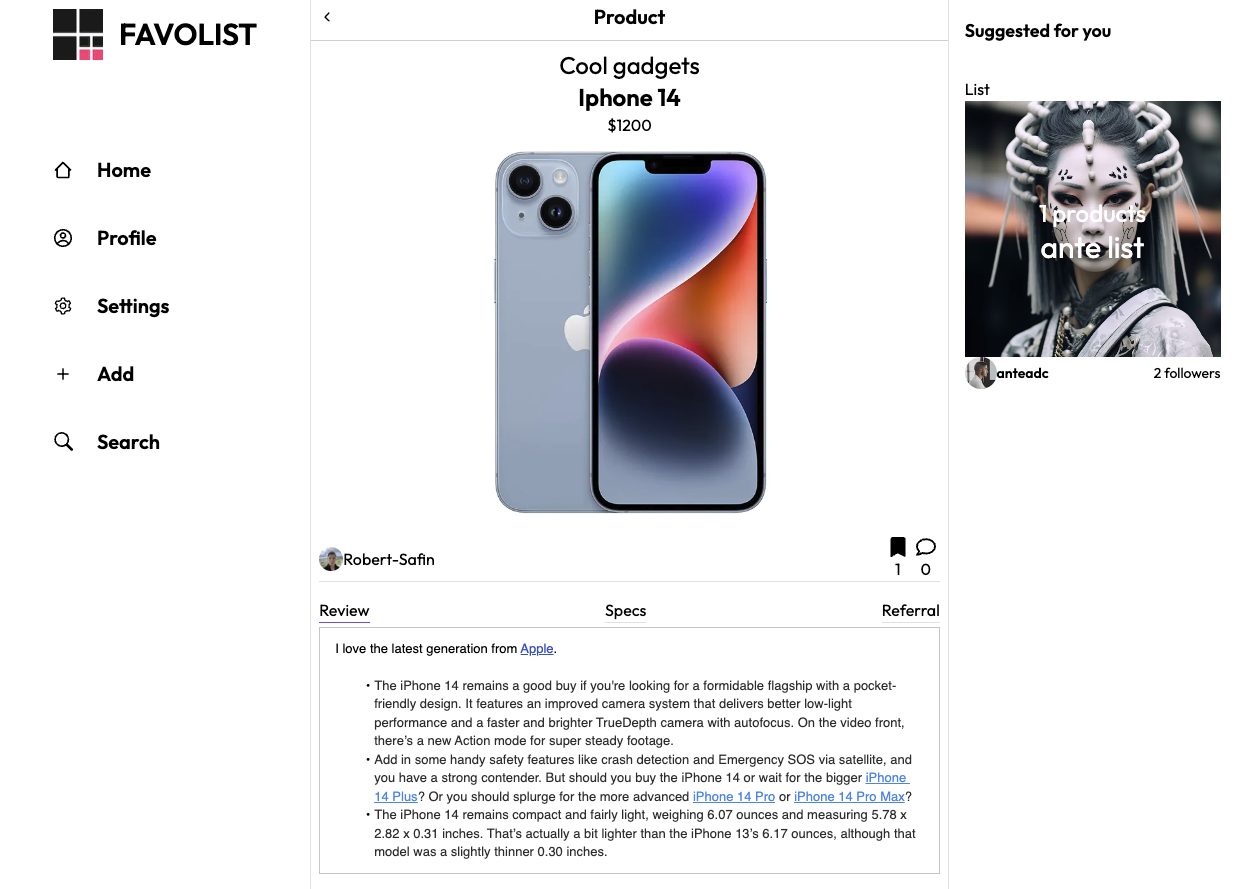 FAVOLIST
Home
Profile
Settings
Add
Search
Product
Cool gadgets
Iphone 14
$1200
Robert-Safin
1
0
Review
Specs
Referral
I love the latest generation from Apple.
• The iPhone 14 remains a good buy if you're looking for a formidable flagship with a pocket-
friendly design. It features an improved camera system that delivers better low-light
performance and a faster and brighter TrueDepth camera with autofocus. On the video front,
there’s a new Action mode for super steady footage.
• Add in some handy safety features like crash detection and Emergency SOS via satellite, and
you have a strong contender. But should you buy the iPhone 14 or wait for the bigger iPhone
14 Plus? Or you should splurge for the more advanced iPhone 14 Pro or iPhone 14 Pro Max?
• The iPhone 14 remains compact and fairly light, weighing 6.07 ounces and measuring 5.78 x
2.82 x 0.31 inches. That’s actually a bit lighter than the iPhone 13’s 6.17 ounces, although that
model was a slightly thinner 0.30 inches.
Suggested for you
List
1 products
ante list
anteadc
2 followers